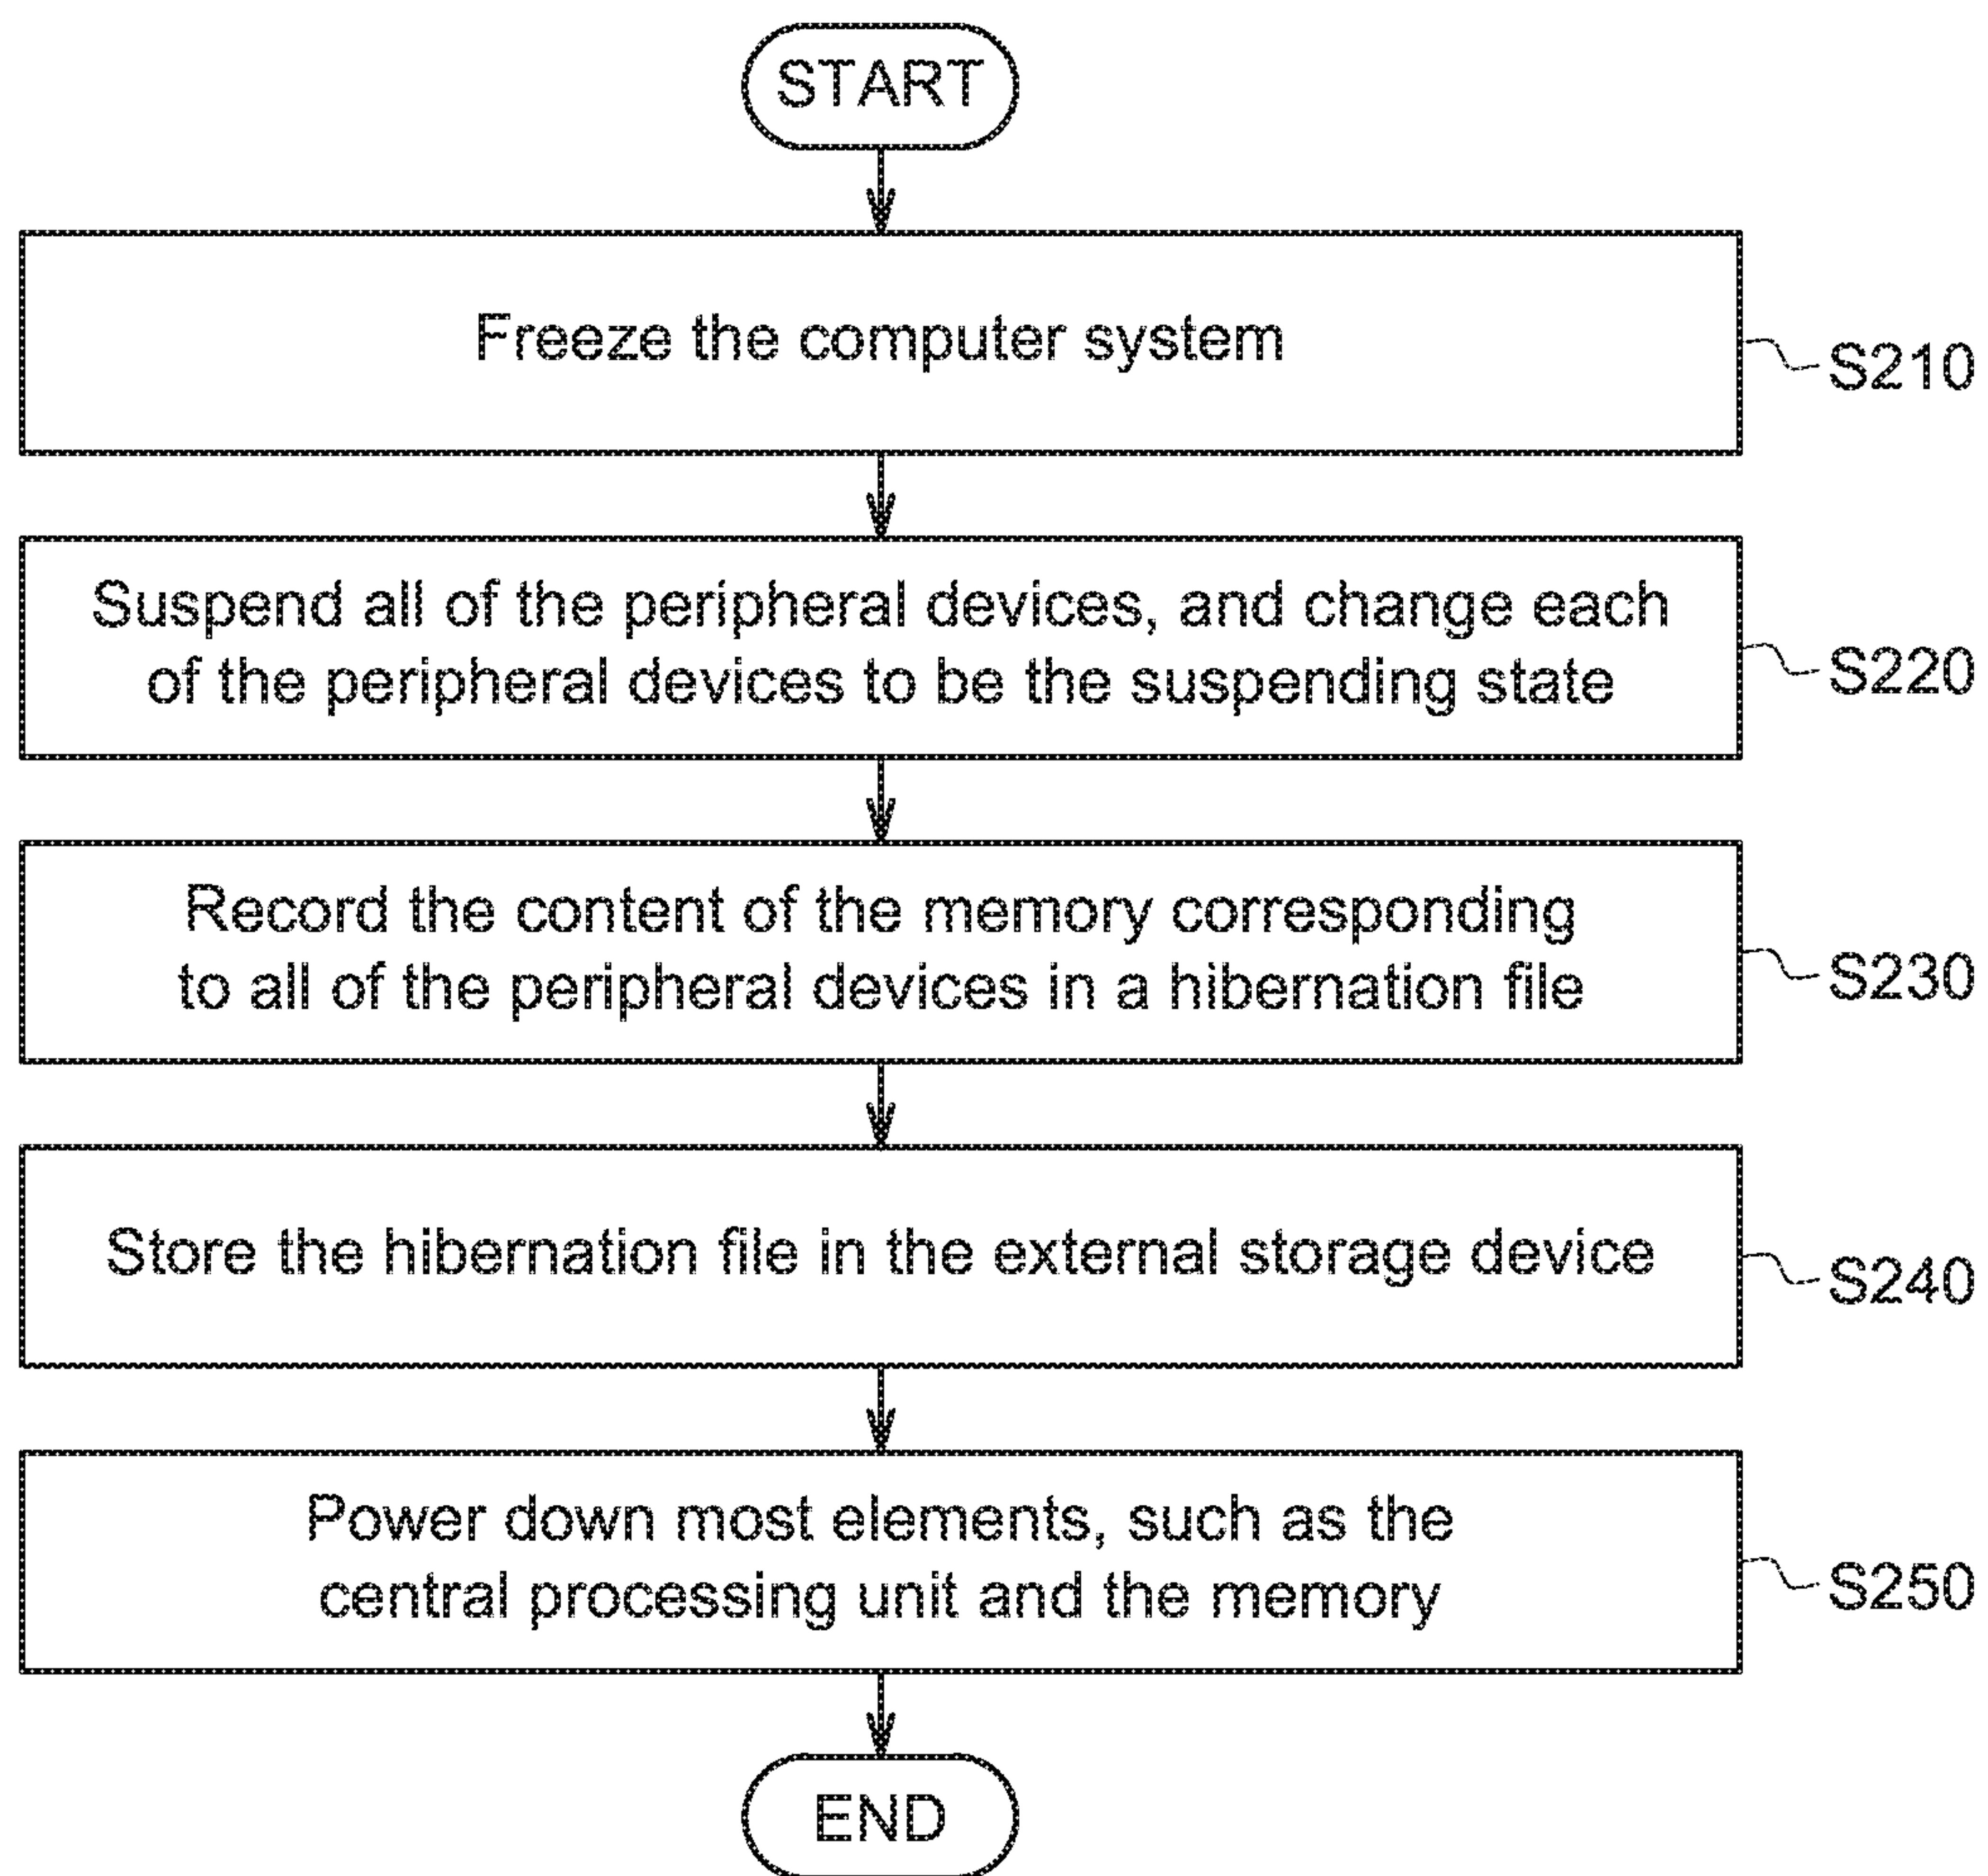 START
Freeze the computer system
S210
Suspend all of the peripheral devices, and change each
of the peripheral devices to be the suspending state
S220
Record the content of the memory corresponding
to all of the peripheral devices in a hibernation file
S230
Store the hibernation file in the external storage device
S240
Power down most elements, such as the
central processing unit and the memory
S250
END